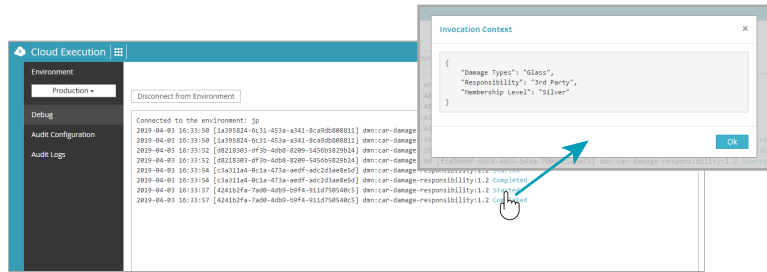 Cloud Execution
Environment
Production
Debug
Audit Configuration
Audit Logs
Disconnect from Environment
Connected to the environment: jp
2019-04-03 16:33:50 [1a395824-6c31-453a-a341-8ca9db808811] dmn:car-damage
2019-04-03 16:33:50 [1a395824-6c31-453a-a341-8ca9db808811] dmn:car-damage
2019-04-03 16:33:52 [d8218303-df3b-4db8-8209-5456b5829b24] dmn:car-damage
2019-04-03 16:33:52 [d8218303-df3b-4db8-8209-5456b5829b24] dmn:car-damage
2019-04-03 16:33:54 [c3a311a4-0c1a-473a-aedf-adc2d3ae8e5d] dmn:car-damage-responsibility:1.2 Started
2019-04-03 16:33:54 [c3a311a4-0c1a-473a-aedf-adc2d3ae8e5d] dmn:car-damage-responsibility:1.2 Completed
2019-04-03 16:33:57 [4241b2fa-7ad0-4db9-b9f4-911d750540c5] dmn:car-damage-responsibility:1.2 Started
2019-04-03 16:33:57 [4241b2fa-7ad0-4db9-b9f4-911d750540c5] dmn:car-damage-responsibility:1.2 Completed
Invocation Context
{
"Damage Types": "Glass",
"Responsibility": "3rd Party",
"Membership Level": "Silver"
}
Ok
dmn:car-damage-responsibility:1.2